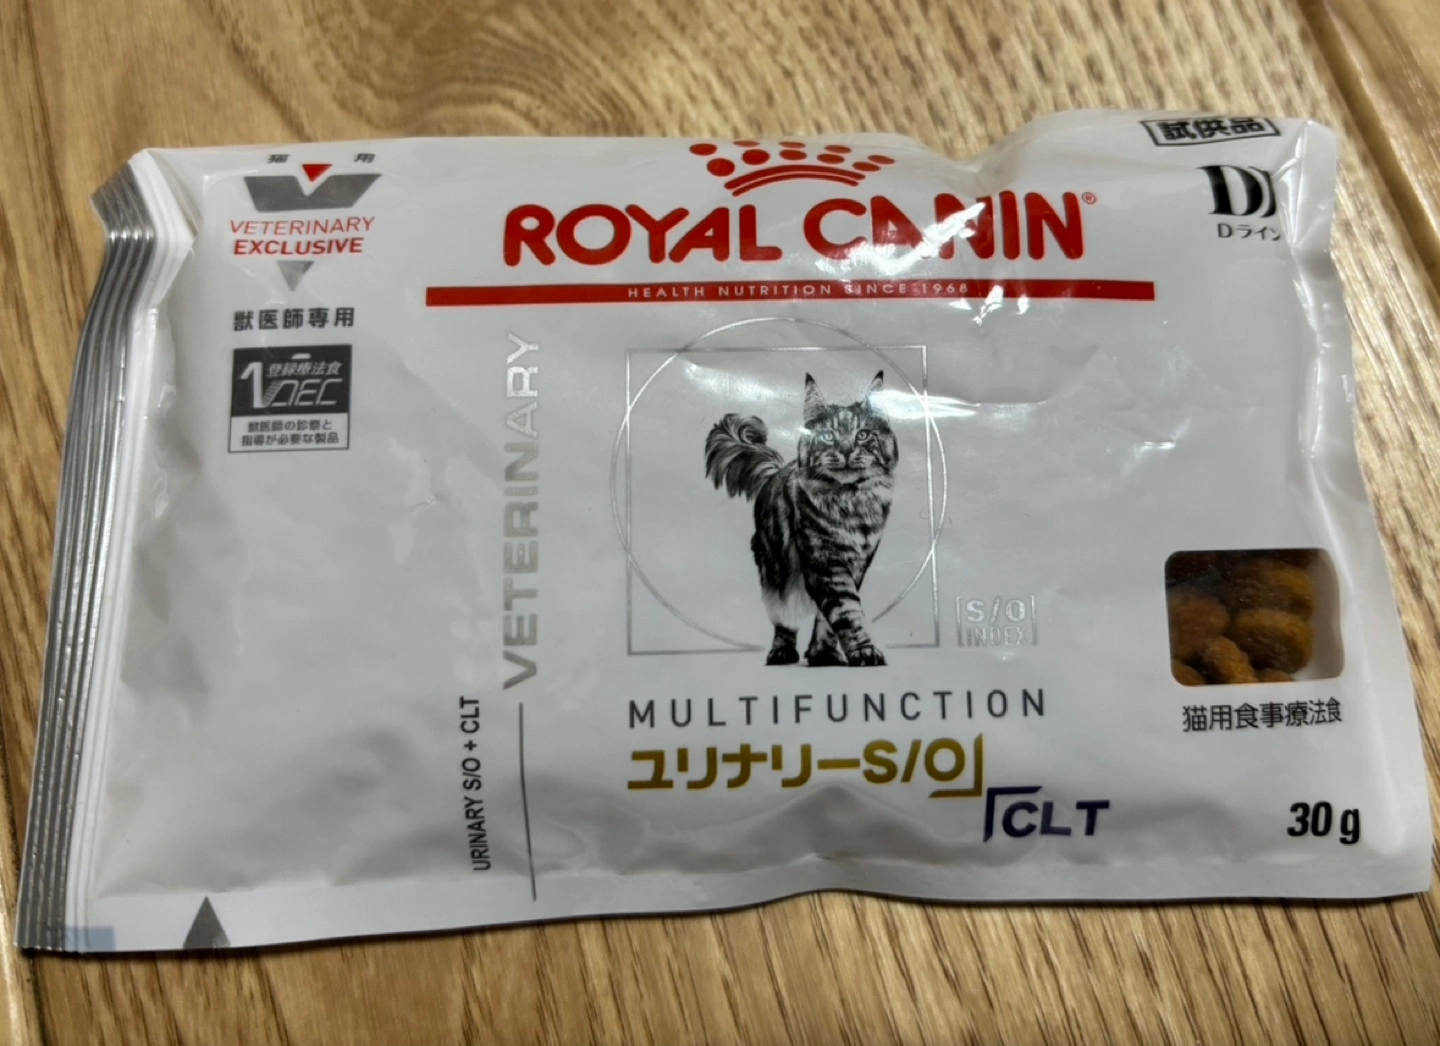 猫 用
VETERINARY
EXCLUSIVE
獣医師専用
登録療法食
VDEC
獣医師の診察と
指導が必要な製品
ROYAL CANIN®
HEALTH NUTRITION SINCE 1968
試供品
Dライン
VETERINARY
URINARY S/O + CLT
S/O
INDEX
MULTIFUNCTION
ユリナリーS/O
CLT
猫用食事療法食
30g